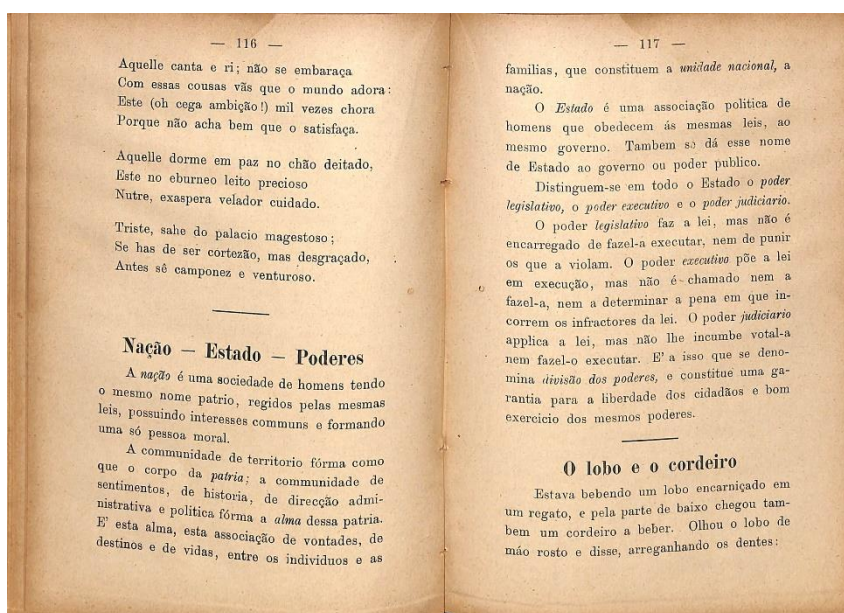 — 116 —
Aquelle canta e ri; não se embaraça
Com essas cousas vãs que o mundo adora:
Este (oh cega ambição!) mil vezes chora
Porque não acha bem que o satisfaça.
Aquelle dorme em paz no chão deitado,
Este no eburneo leito precioso
Nutre, exaspera velador cuidado.
Triste, sahe do palacio magestoso;
Se has de ser cortezão, mas desgraçado,
Antes sê camponez e venturoso.
Nação — Estado — Poderes
A nação é uma sociedade de homens tendo
o mesmo nome patrio, regidos pelas mesmas
leis, possuindo interesses communs e formando
uma só pessoa moral.
A communidade de territorio fórma como
que o corpo da patria; a communidade de
sentimentos, de historia, de direcção admi-
nistrativa e politica fórma a alma dessa patria.
E' esta alma, esta associação de vontades, de
destinos e de vidas, entre os individuos e as
— 117 —
familias, que constituem a unidade nacional, a
nação.
O Estado é uma associação politica de
homens que obedecem ás mesmas leis, ao
mesmo governo. Tambem se dá esse nome
de Estado ao governo ou poder publico.
Distinguem-se em todo o Estado o poder
legislativo, o poder executivo e o poder judiciario.
O poder legislativo faz a lei, mas não é
encarregado de fazel-a executar, nem de punir
os que a violam. O poder executivo põe a lei
em execução, mas não é chamado nem a
fazel-a, nem a determinar a pena em que in-
correm os infractores da lei. O poder judiciario
applica a lei, mas não lhe incumbe votal-a
nem fazel-o executar. E' a isso que se deno-
mina divisão dos poderes, e constitue uma ga-
rantia para a liberdade dos cidadãos e bom
exercicio dos mesmos poderes.
O lobo e o cordeiro
Estava bebendo um lobo encarniçado em
um regato, e pela parte de baixo chegou tam-
bem um cordeiro a beber. Olhou o lobo de
máo rosto e disse, arreganhando os dentes: